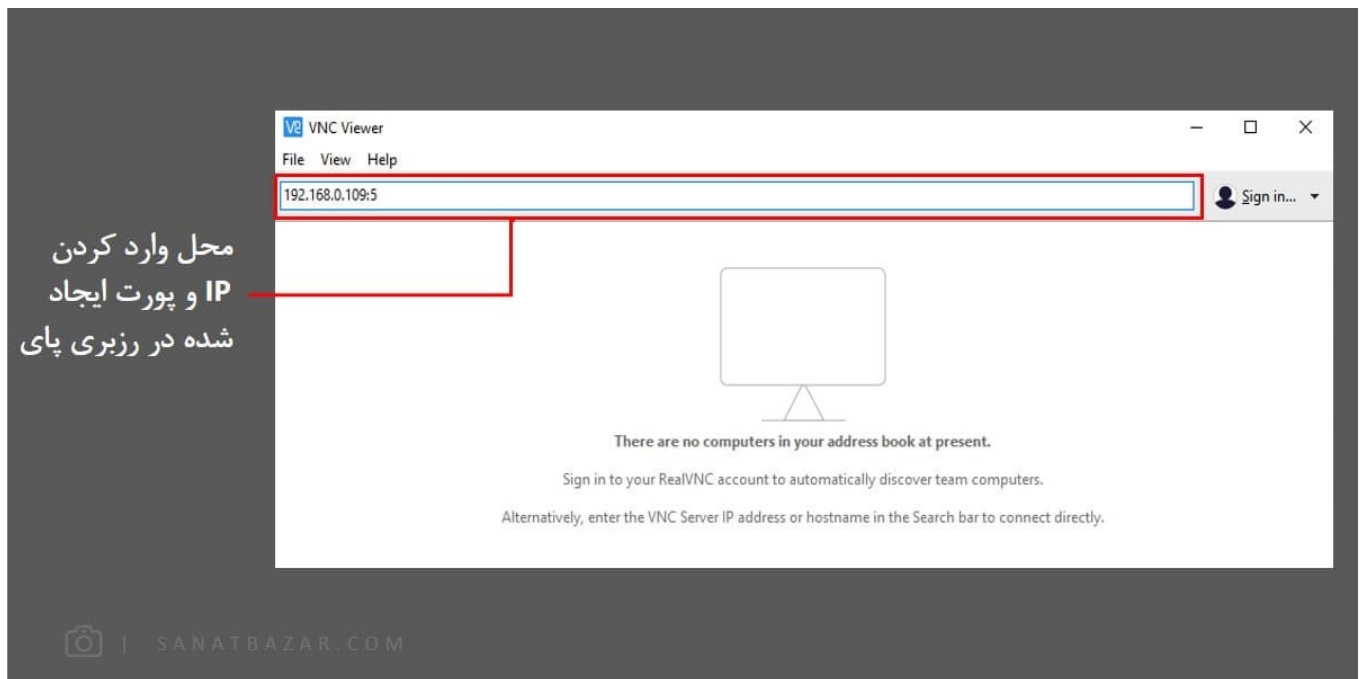 VNC Viewer
File View Help
192.168.0.109:5
Sign in...
محل وارد کردن
IP و پورت ایجاد
شده در رزبری پای
There are no computers in your address book at present.
Sign in to your RealVNC account to automatically discover team computers.
Alternatively, enter the VNC Server IP address or hostname in the Search bar to connect directly.
| SANATBAZAR.COM